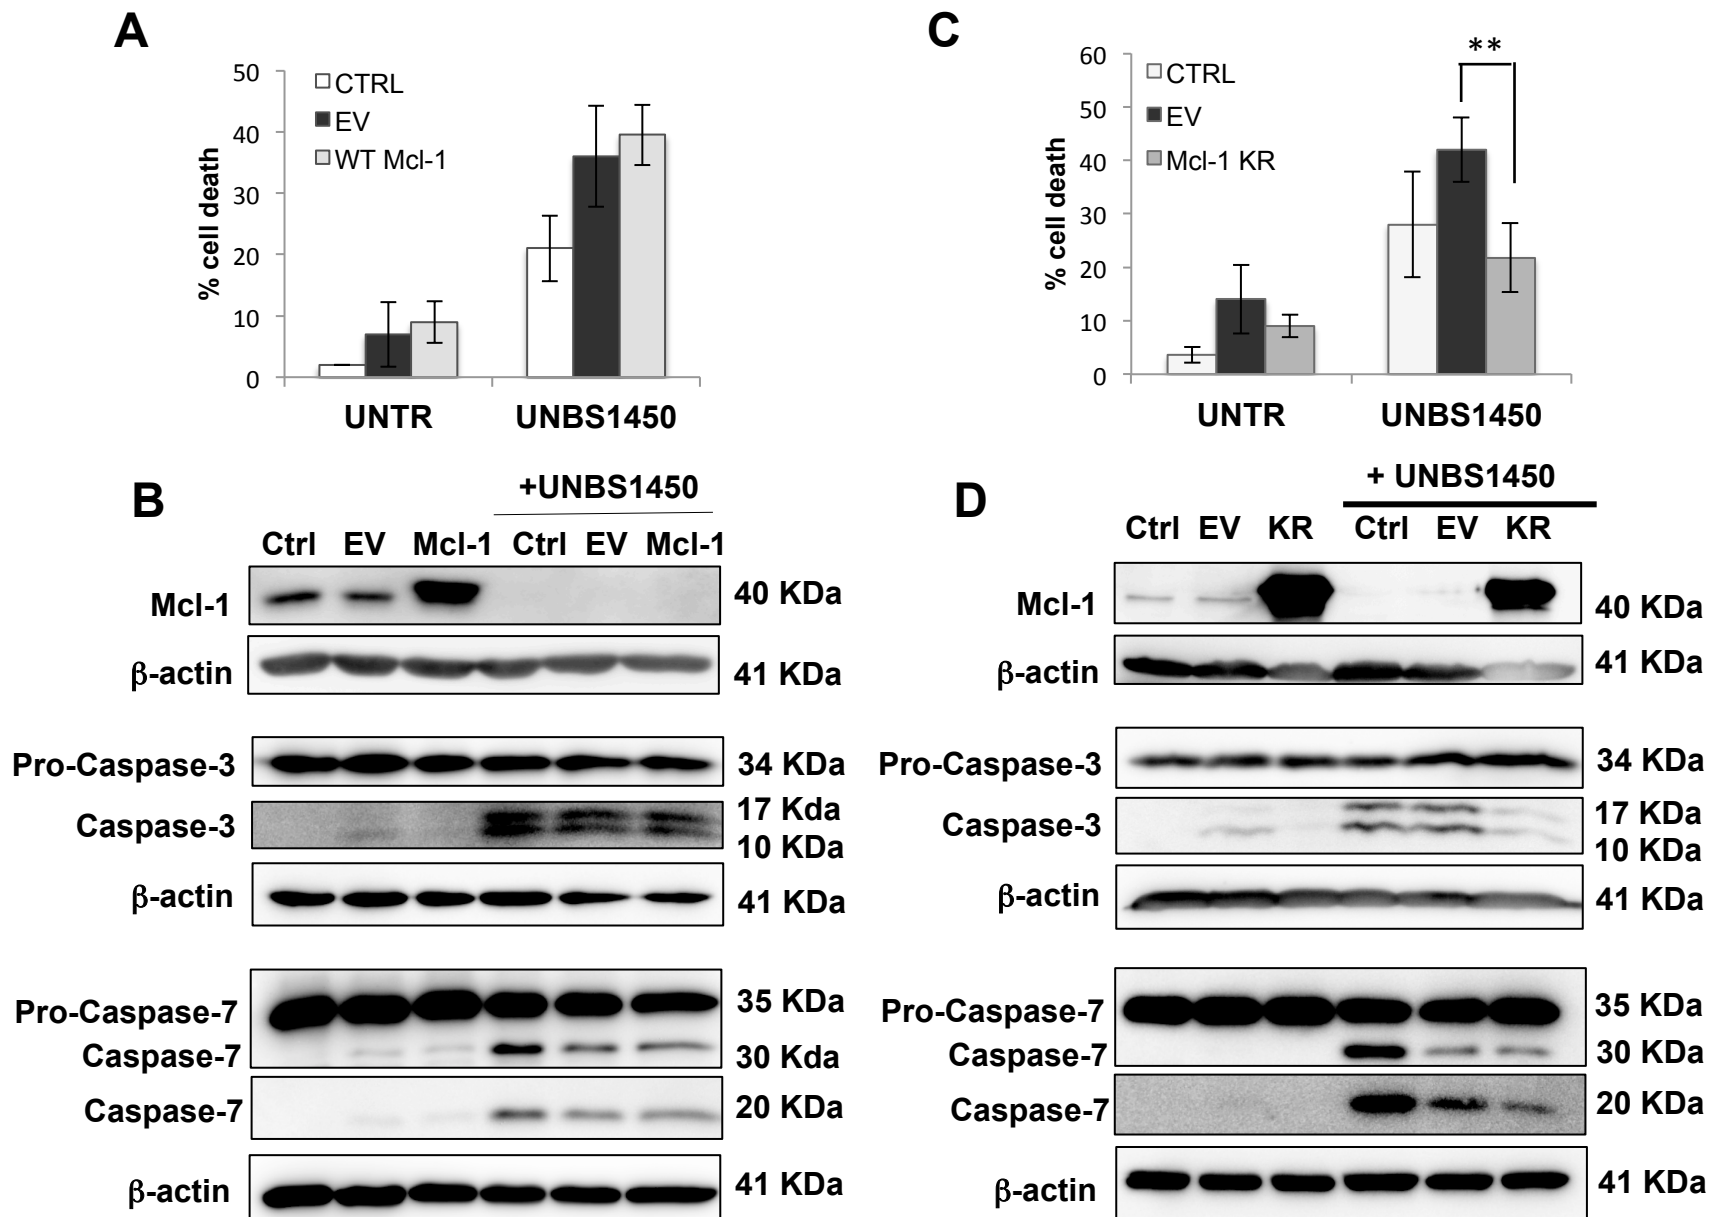 A
50
40
30
20
10
0
% cell death
CTRL
EV
WT Mcl-1
UNTR
UNBS1450
C
60
50
40
30
20
10
0
% cell death
CTRL
EV
Mcl-1 KR
**
UNTR
UNBS1450
B
+UNBS1450
Ctrl EV Mcl-1 Ctrl EV Mcl-1
Mcl-1 40 KDa
β-actin 41 KDa
Pro-Caspase-3 34 KDa
Caspase-3 17 Kda
10 KDa
β-actin 41 KDa
Pro-Caspase-7 35 KDa
Caspase-7 30 Kda
Caspase-7 20 KDa
β-actin 41 KDa
D
+ UNBS1450
Ctrl EV KR Ctrl EV KR
Mcl-1 40 KDa
β-actin 41 KDa
Pro-Caspase-3 34 KDa
Caspase-3 17 KDa
10 KDa
β-actin 41 KDa
Pro-Caspase-7 35 KDa
Caspase-7 30 KDa
Caspase-7 20 KDa
β-actin 41 KDa